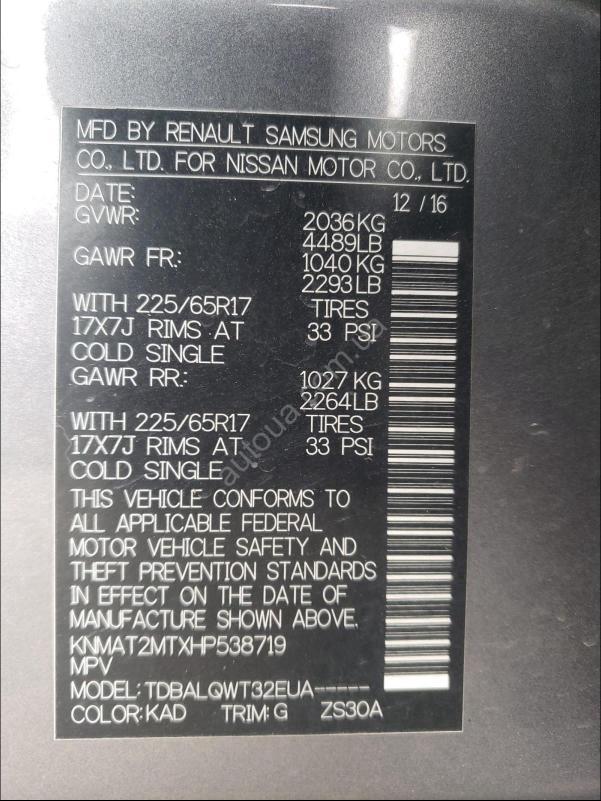 MFD BY RENAULT SAMSUNG MOTORS
CO., LTD. FOR NISSAN MOTOR CO., LTD.
DATE: 12 / 16
GVWR: 2036KG
4489LB
GAWR FR.: 1040 KG
2293LB
WITH 225/65R17 TIRES
17X7J RIMS AT 33 PSI
COLD SINGLE
GAWR RR.: 1027 KG
2264LB
WITH 225/65R17 TIRES
17X7J RIMS AT 33 PSI
COLD SINGLE
THIS VEHICLE CONFORMS TO
ALL APPLICABLE FEDERAL
MOTOR VEHICLE SAFETY AND
THEFT PREVENTION STANDARDS
IN EFFECT ON THE DATE OF
MANUFACTURE SHOWN ABOVE.
KNMAT2MTXHP538719
MPV
MODEL: TDBALQWT32EUA-----
COLOR: KAD TRIM: G ZS30A
autoua.com.ua